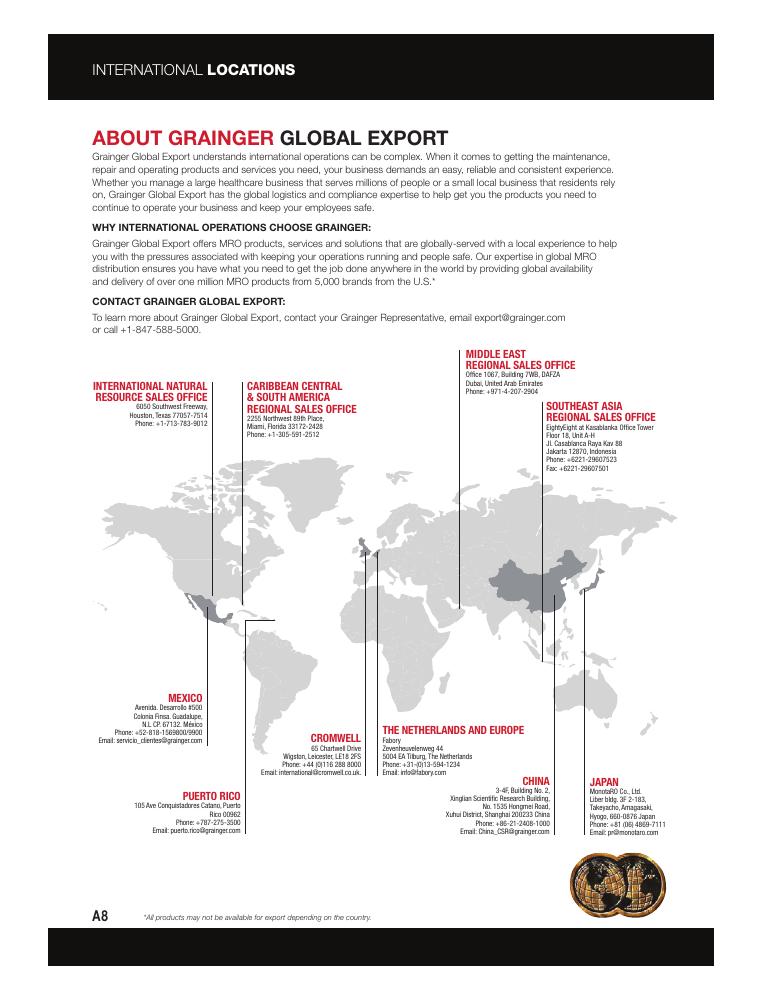 INTERNATIONAL LOCATIONS
ABOUT GRAINGER GLOBAL EXPORT
Grainger Global Export understands international operations can be complex. When it comes to getting the maintenance,
repair and operating products and services you need, your business demands an easy, reliable and consistent experience.
Whether you manage a large healthcare business that serves millions of people or a small local business that residents rely
on, Grainger Global Export has the global logistics and compliance expertise to help get you the products you need to
continue to operate your business and keep your employees safe.
WHY INTERNATIONAL OPERATIONS CHOOSE GRAINGER:
Grainger Global Export offers MRO products, services and solutions that are globally-served with a local experience to help
you with the pressures associated with keeping your operations running and people safe. Our expertise in global MRO
distribution ensures you have what you need to get the job done anywhere in the world by providing global availability
and delivery of over one million MRO products from 5,000 brands from the U.S.*
CONTACT GRAINGER GLOBAL EXPORT:
To learn more about Grainger Global Export, contact your Grainger Representative, email export@grainger.com
or call +1-847-588-5000.
MIDDLE EAST
REGIONAL SALES OFFICE
Office 1067, Building 7WB, DAFZA
Dubai, United Arab Emirates
Phone: +971-4-207-2904
INTERNATIONAL NATURAL
RESOURCE SALES OFFICE
6050 Southwest Freeway,
Houston, Texas 77057-7514
Phone: +1-713-783-9012
CARIBBEAN CENTRAL
& SOUTH AMERICA
REGIONAL SALES OFFICE
2255 Northwest 89th Place,
Miami, Florida 33172-2428
Phone: +1-305-591-2512
SOUTHEAST ASIA
REGIONAL SALES OFFICE
EightyEight at Kasablanka Office Tower
Floor 18, Unit A-H
Jl. Casablanca Raya Kav 88
Jakarta 12870, Indonesia
Phone: +6221-29607523
Fax: +6221-29607501
MEXICO
Avenida. Desarrollo #500
Colonia Finsa. Guadalupe,
N.L CP. 67132. México
Phone: +52-818-1569800/9900
Email: servicio_clientes@grainger.com
CROMWELL
65 Chartwell Drive
Wigston, Leicester, LE18 2FS
Phone: +44 (0)116 288 8000
Email: international@cromwell.co.uk.
THE NETHERLANDS AND EUROPE
Fabory
Zevenheuvelenweg 44
5004 EA Tilburg, The Netherlands
Phone: +31-(0)13-594-1234
Email: info@fabory.com
PUERTO RICO
105 Ave Conquistadores Catano, Puerto
Rico 00962
Phone: +787-275-3500
Email: puerto.rico@grainger.com
CHINA
3-4F, Building No. 2,
Xinglian Scientific Research Building,
No. 1535 Hongmei Road,
Xuhui District, Shanghai 200233 China
Phone: +86-21-2408-1000
Email: China_CSR@grainger.com
JAPAN
MonotaRO Co., Ltd.
Liber bldg. 3F 2-183,
Takeyacho, Amagasaki,
Hyogo, 660-0876 Japan
Phone: +81 (06) 4869-7111
Email: pr@monotaro.com
A8
*All products may not be available for export depending on the country.